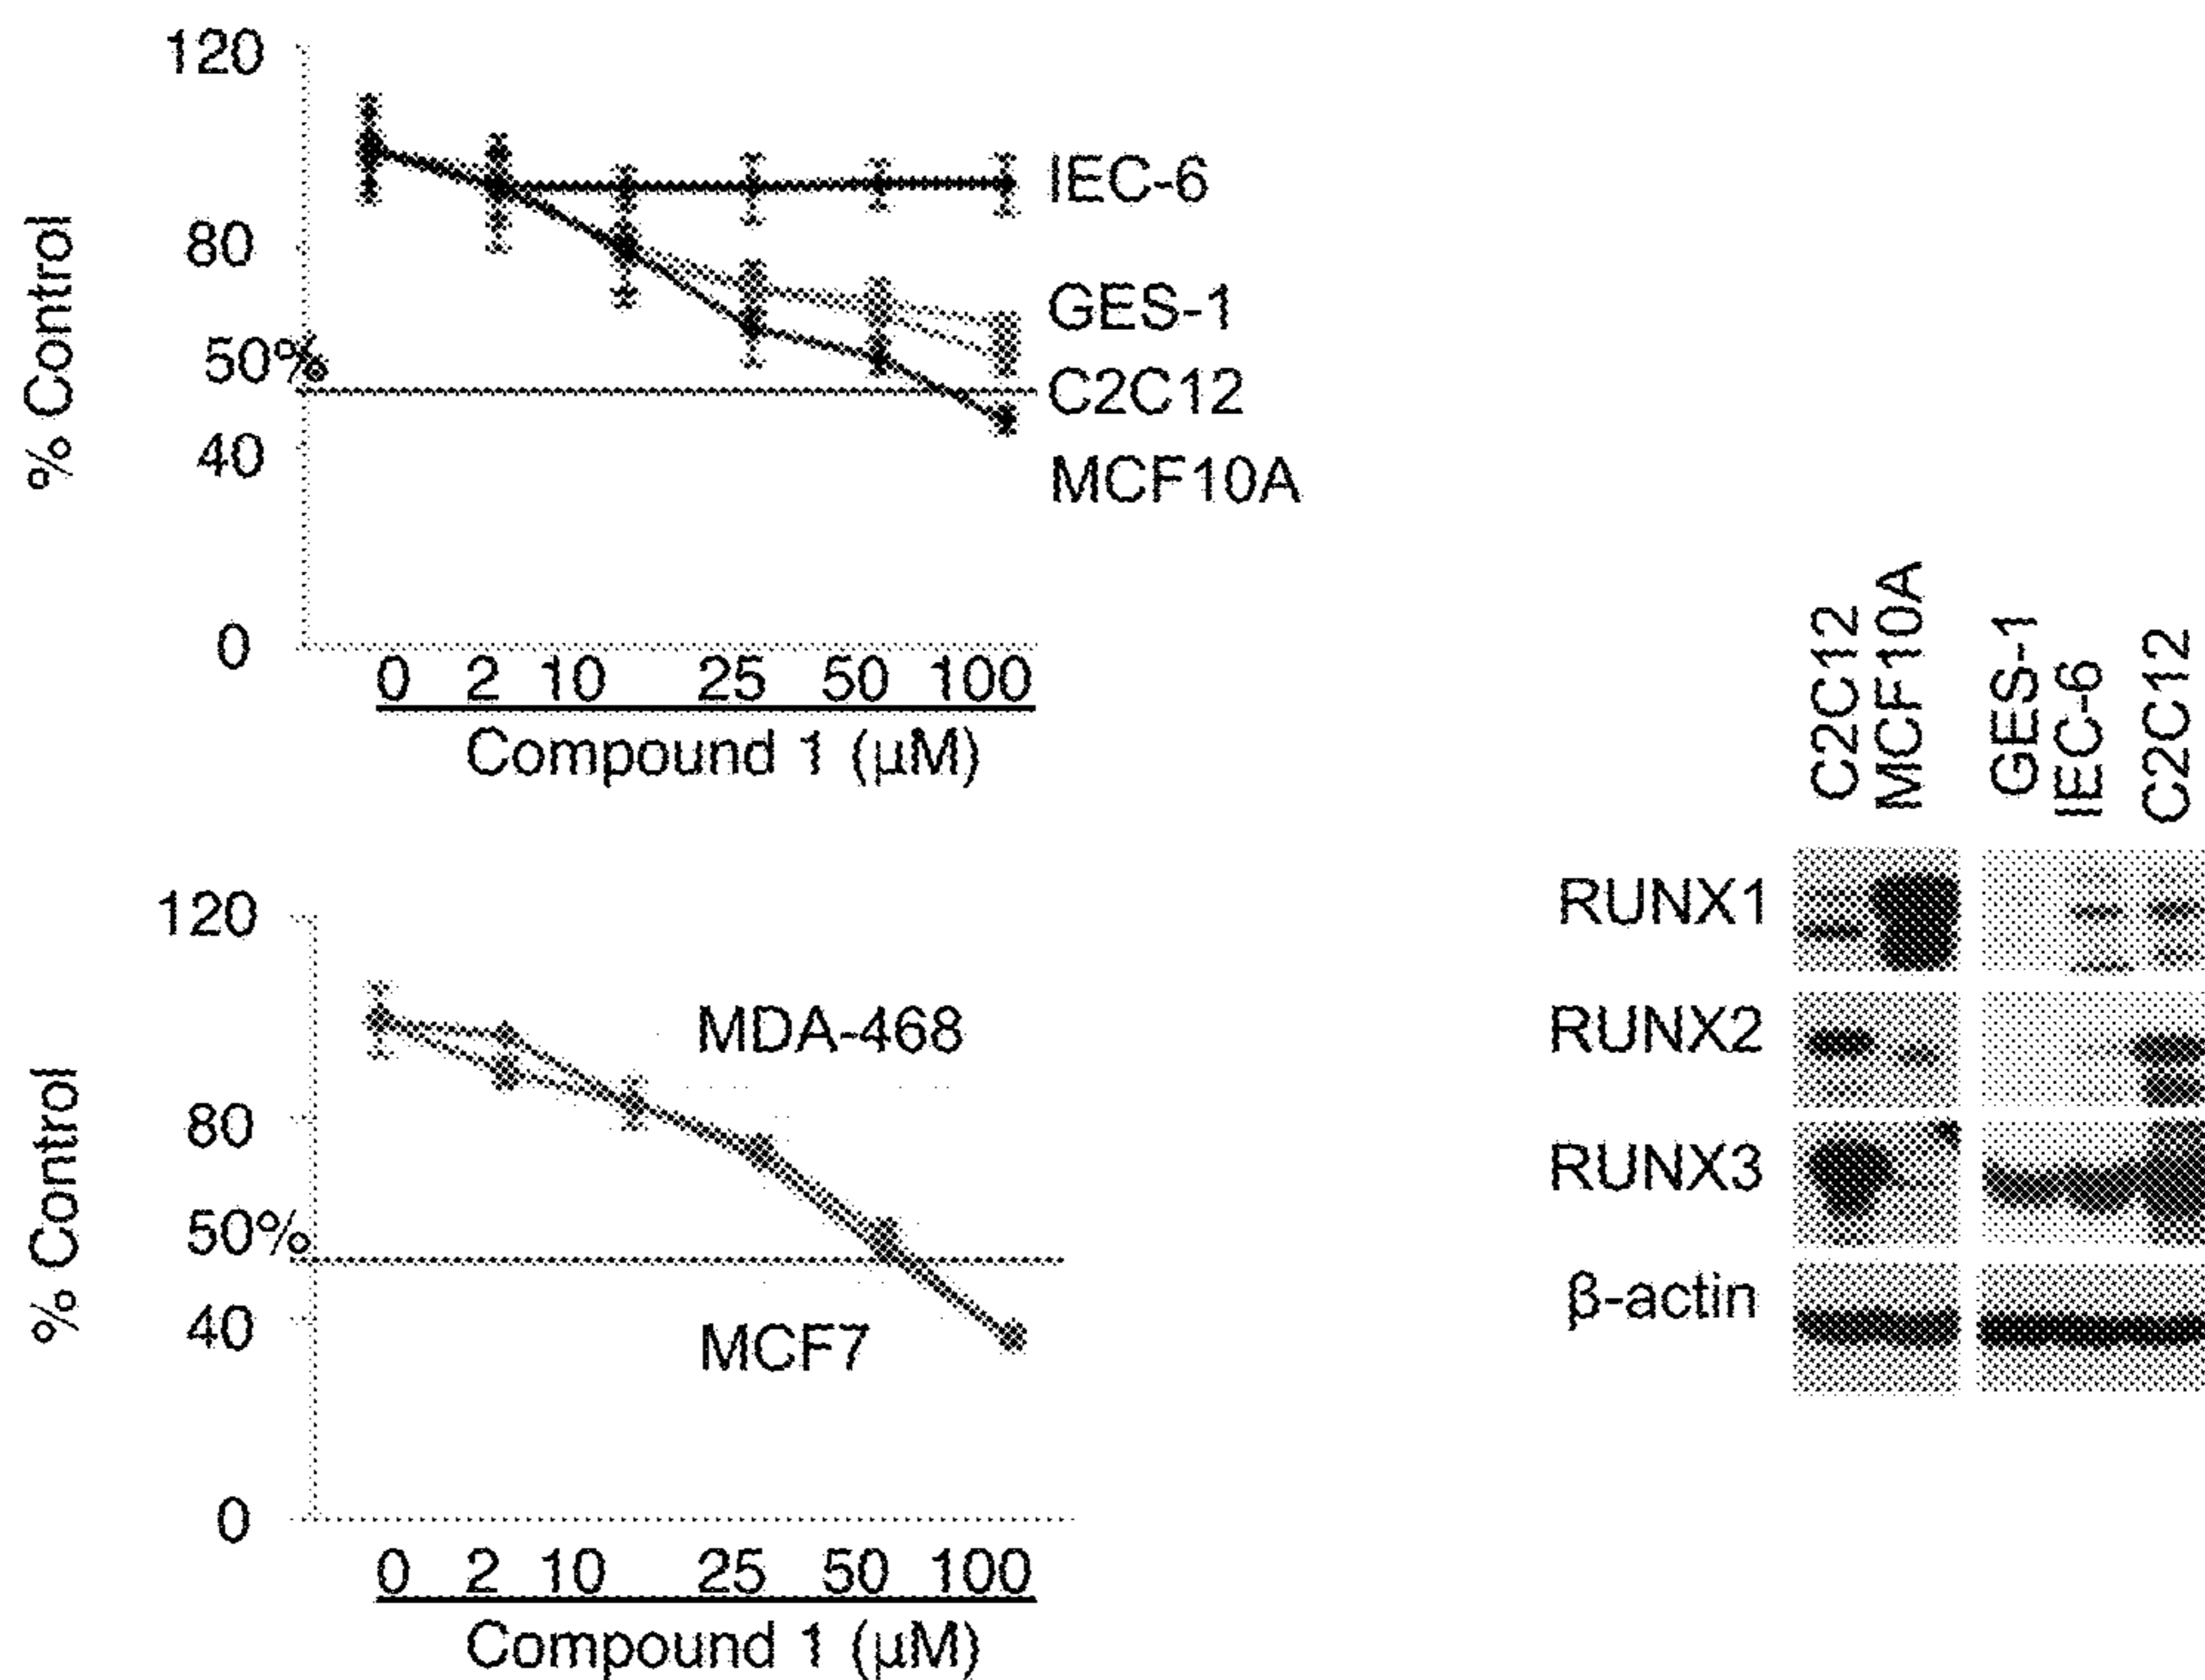 120
80
50%
40
0
% Control
IEC-6
GES-1
C2C12
MCF10A
0 2 10 25 50 100
Compound 1 (μM)
120
80
50%
40
0
% Control
MDA-468
MCF7
0 2 10 25 50 100
Compound 1 (μM)
C2C12
MCF10A
GES-1
IEC-6
C2C12
RUNX1
RUNX2
RUNX3
β-actin